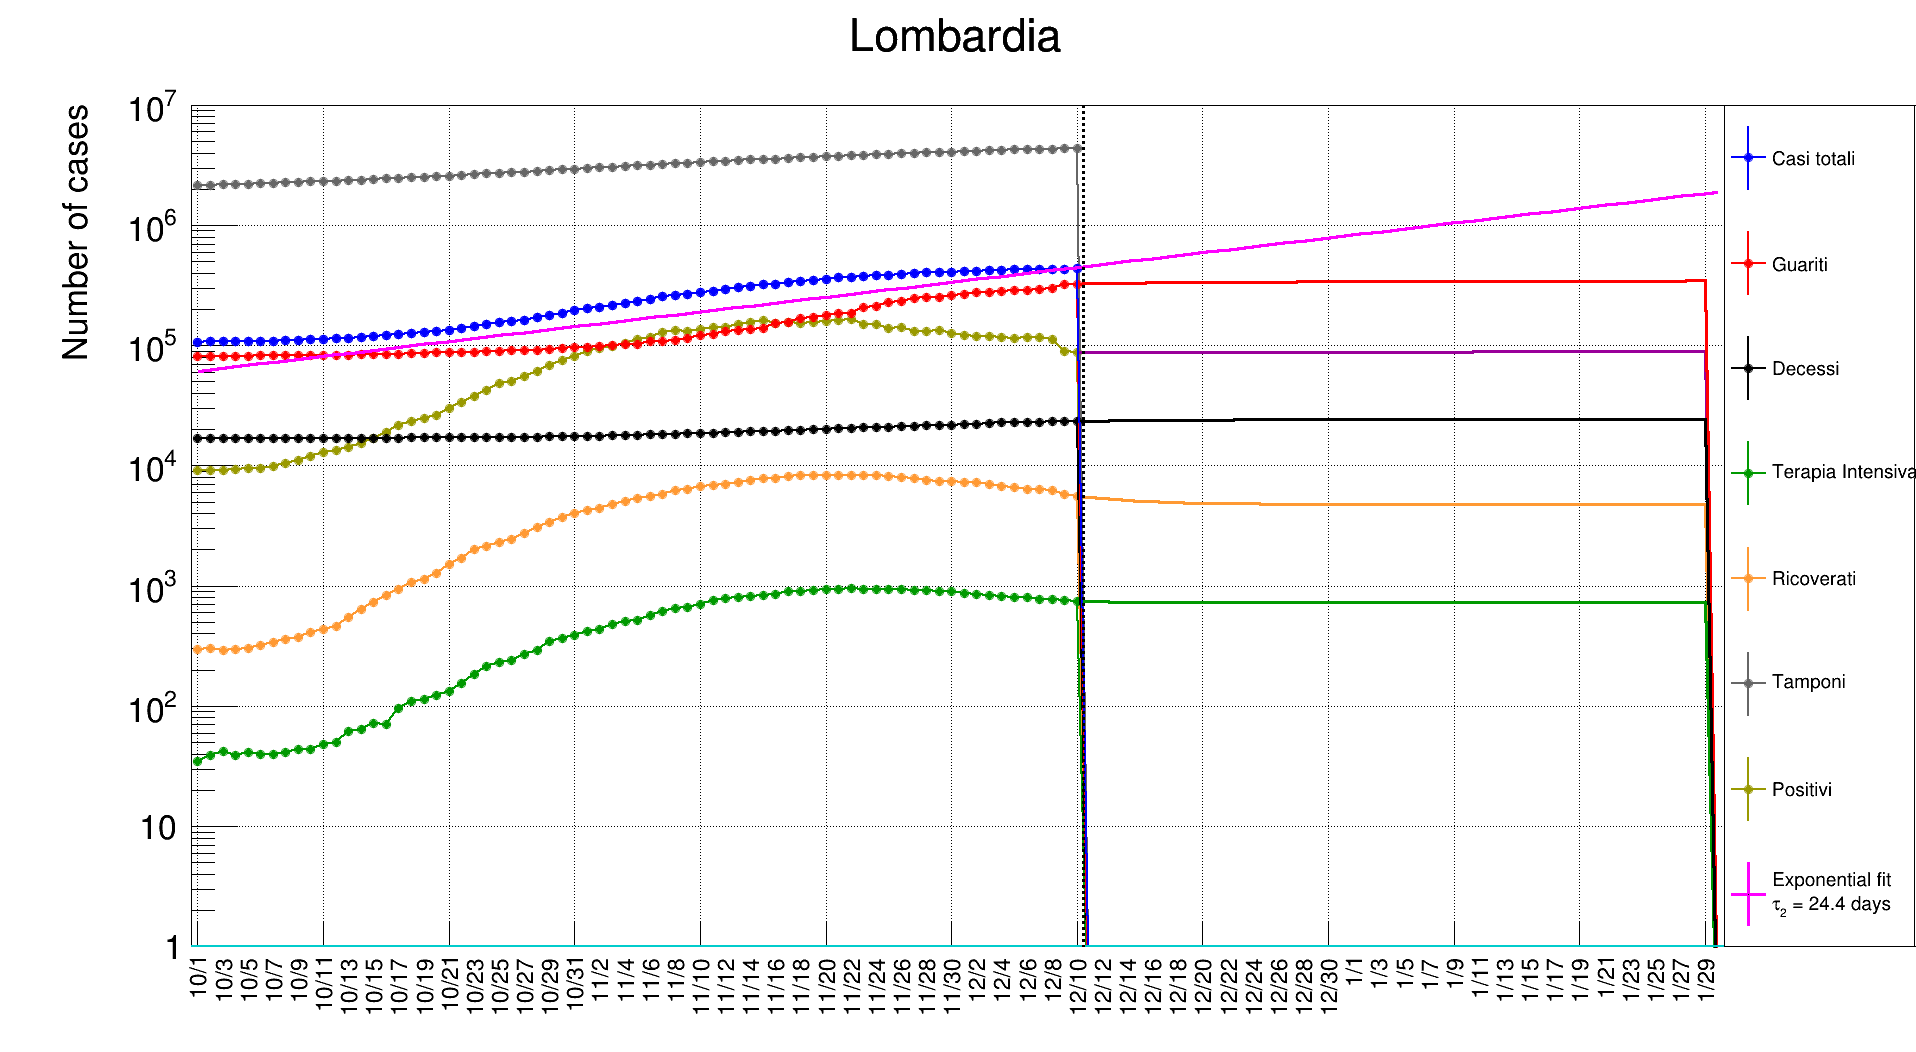 Lombardia
Number of cases
10^7
10^6
10^5
10^4
10^3
10^2
10
1
10/1 10/3 10/5 10/7 10/9 10/11 10/13 10/15 10/17 10/19 10/21 10/23 10/25 10/27 10/29 10/31 11/2 11/4 11/6 11/8 11/10 11/12 11/14 11/16 11/18 11/20 11/22 11/24 11/26 11/28 11/30 12/2 12/4 12/6 12/8 12/10 12/12 12/14 12/16 12/18 12/20 12/22 12/24 12/26 12/28 12/30 1/1 1/3 1/5 1/7 1/9 1/11 1/13 1/15 1/17 1/19 1/21 1/23 1/25 1/27 1/29
Casi totali
Guariti
Decessi
Terapia Intensiva
Ricoverati
Tamponi
Positivi
Exponential fit
τ₂ = 24.4 days